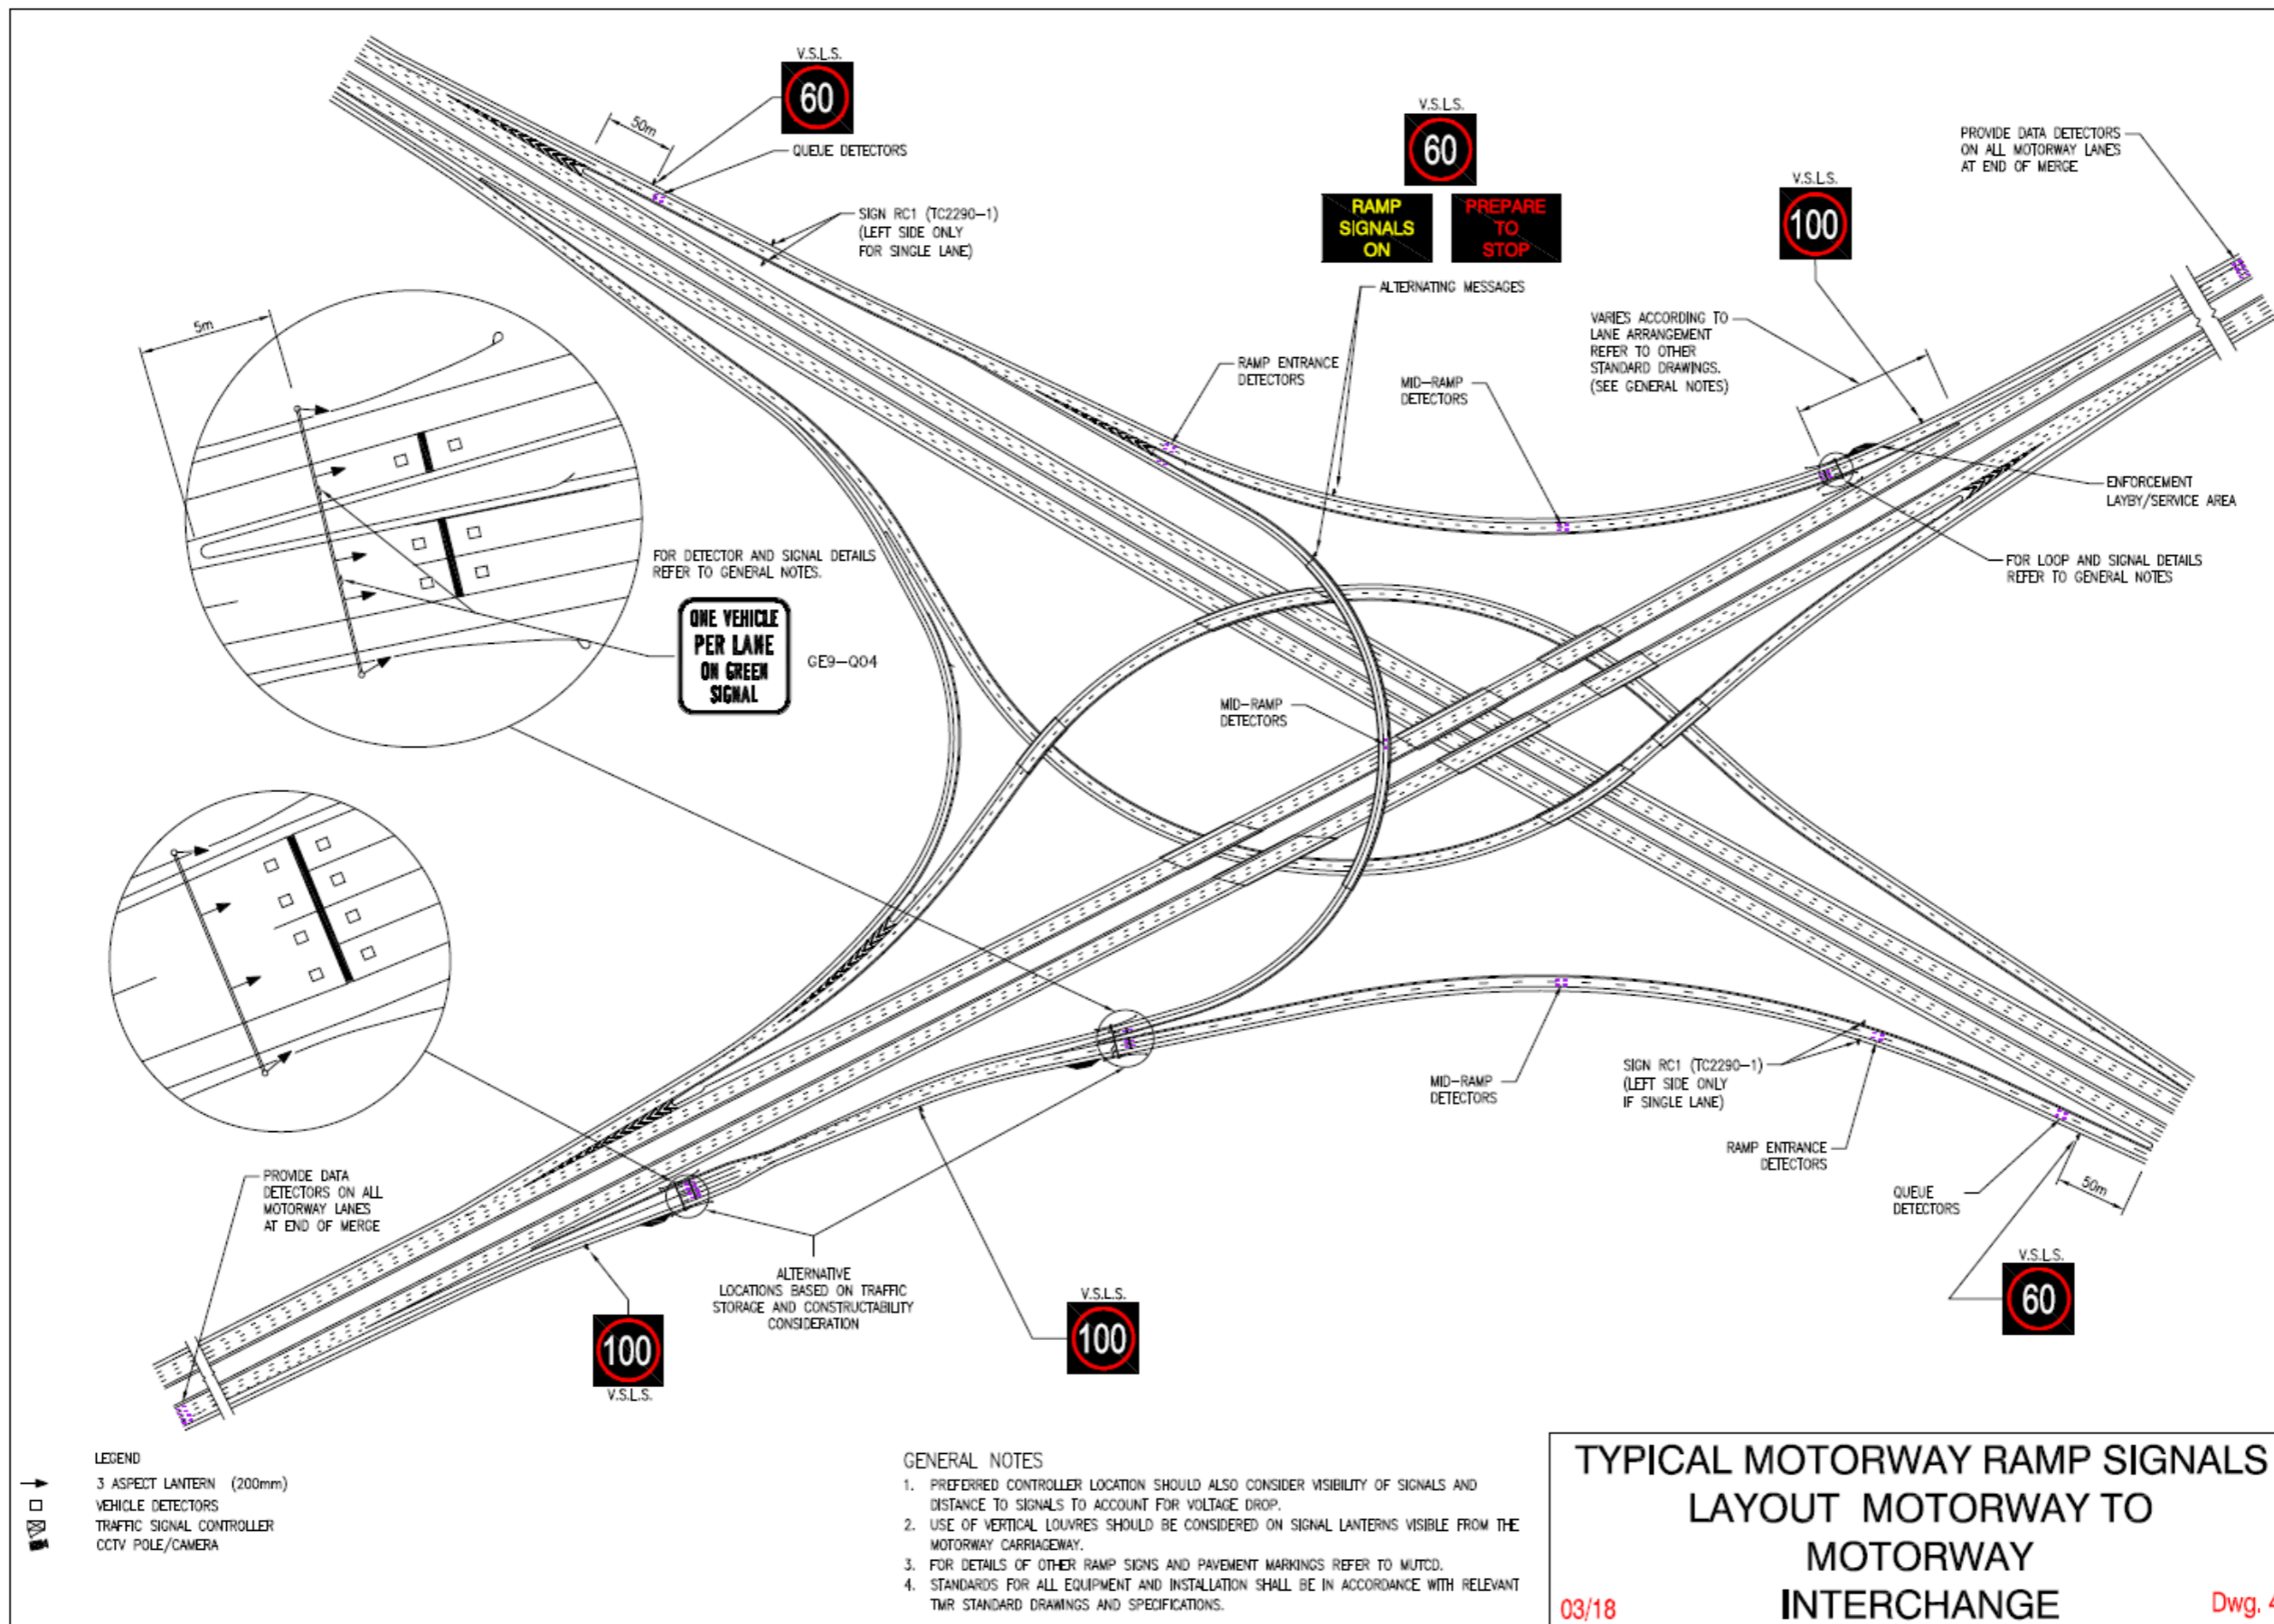 V.S.L.S.
60
50m
QUEUE DETECTORS
SIGN RC1 (TC2290-1)
(LEFT SIDE ONLY
FOR SINGLE LANE)
V.S.L.S.
60
RAMP
SIGNALS
ON
PREPARE
TO
STOP
ALTERNATING MESSAGES
V.S.L.S.
100
PROVIDE DATA DETECTORS
ON ALL MOTORWAY LANES
AT END OF MERGE
VARIES ACCORDING TO
LANE ARRANGEMENT
REFER TO OTHER
STANDARD DRAWINGS.
(SEE GENERAL NOTES)
RAMP ENTRANCE
DETECTORS
MID-RAMP
DETECTORS
ENFORCEMENT
LAYBY/SERVICE AREA
FOR LOOP AND SIGNAL DETAILS
REFER TO GENERAL NOTES
5m
FOR DETECTOR AND SIGNAL DETAILS
REFER TO GENERAL NOTES.
ONE VEHICLE
PER LANE
ON GREEN
SIGNAL
GE9-Q04
MID-RAMP
DETECTORS
MID-RAMP
DETECTORS
SIGN RC1 (TC2290-1)
(LEFT SIDE ONLY
IF SINGLE LANE)
RAMP ENTRANCE
DETECTORS
QUEUE
DETECTORS
50m
V.S.L.S.
60
PROVIDE DATA
DETECTORS ON ALL
MOTORWAY LANES
AT END OF MERGE
ALTERNATIVE
LOCATIONS BASED ON TRAFFIC
STORAGE AND CONSTRUCTABILITY
CONSIDERATION
100
V.S.L.S.
V.S.L.S.
100
LEGEND
3 ASPECT LANTERN (200mm)
VEHICLE DETECTORS
TRAFFIC SIGNAL CONTROLLER
CCTV POLE/CAMERA
GENERAL NOTES
1. PREFERRED CONTROLLER LOCATION SHOULD ALSO CONSIDER VISIBILITY OF SIGNALS AND
DISTANCE TO SIGNALS TO ACCOUNT FOR VOLTAGE DROP.
2. USE OF VERTICAL LOUVRES SHOULD BE CONSIDERED ON SIGNAL LANTERNS VISIBLE FROM THE
MOTORWAY CARRIAGEWAY.
3. FOR DETAILS OF OTHER RAMP SIGNS AND PAVEMENT MARKINGS REFER TO MUTCD.
4. STANDARDS FOR ALL EQUIPMENT AND INSTALLATION SHALL BE IN ACCORDANCE WITH RELEVANT
TMR STANDARD DRAWINGS AND SPECIFICATIONS.
TYPICAL MOTORWAY RAMP SIGNALS
LAYOUT MOTORWAY TO
MOTORWAY
INTERCHANGE
03/18
Dwg. 4